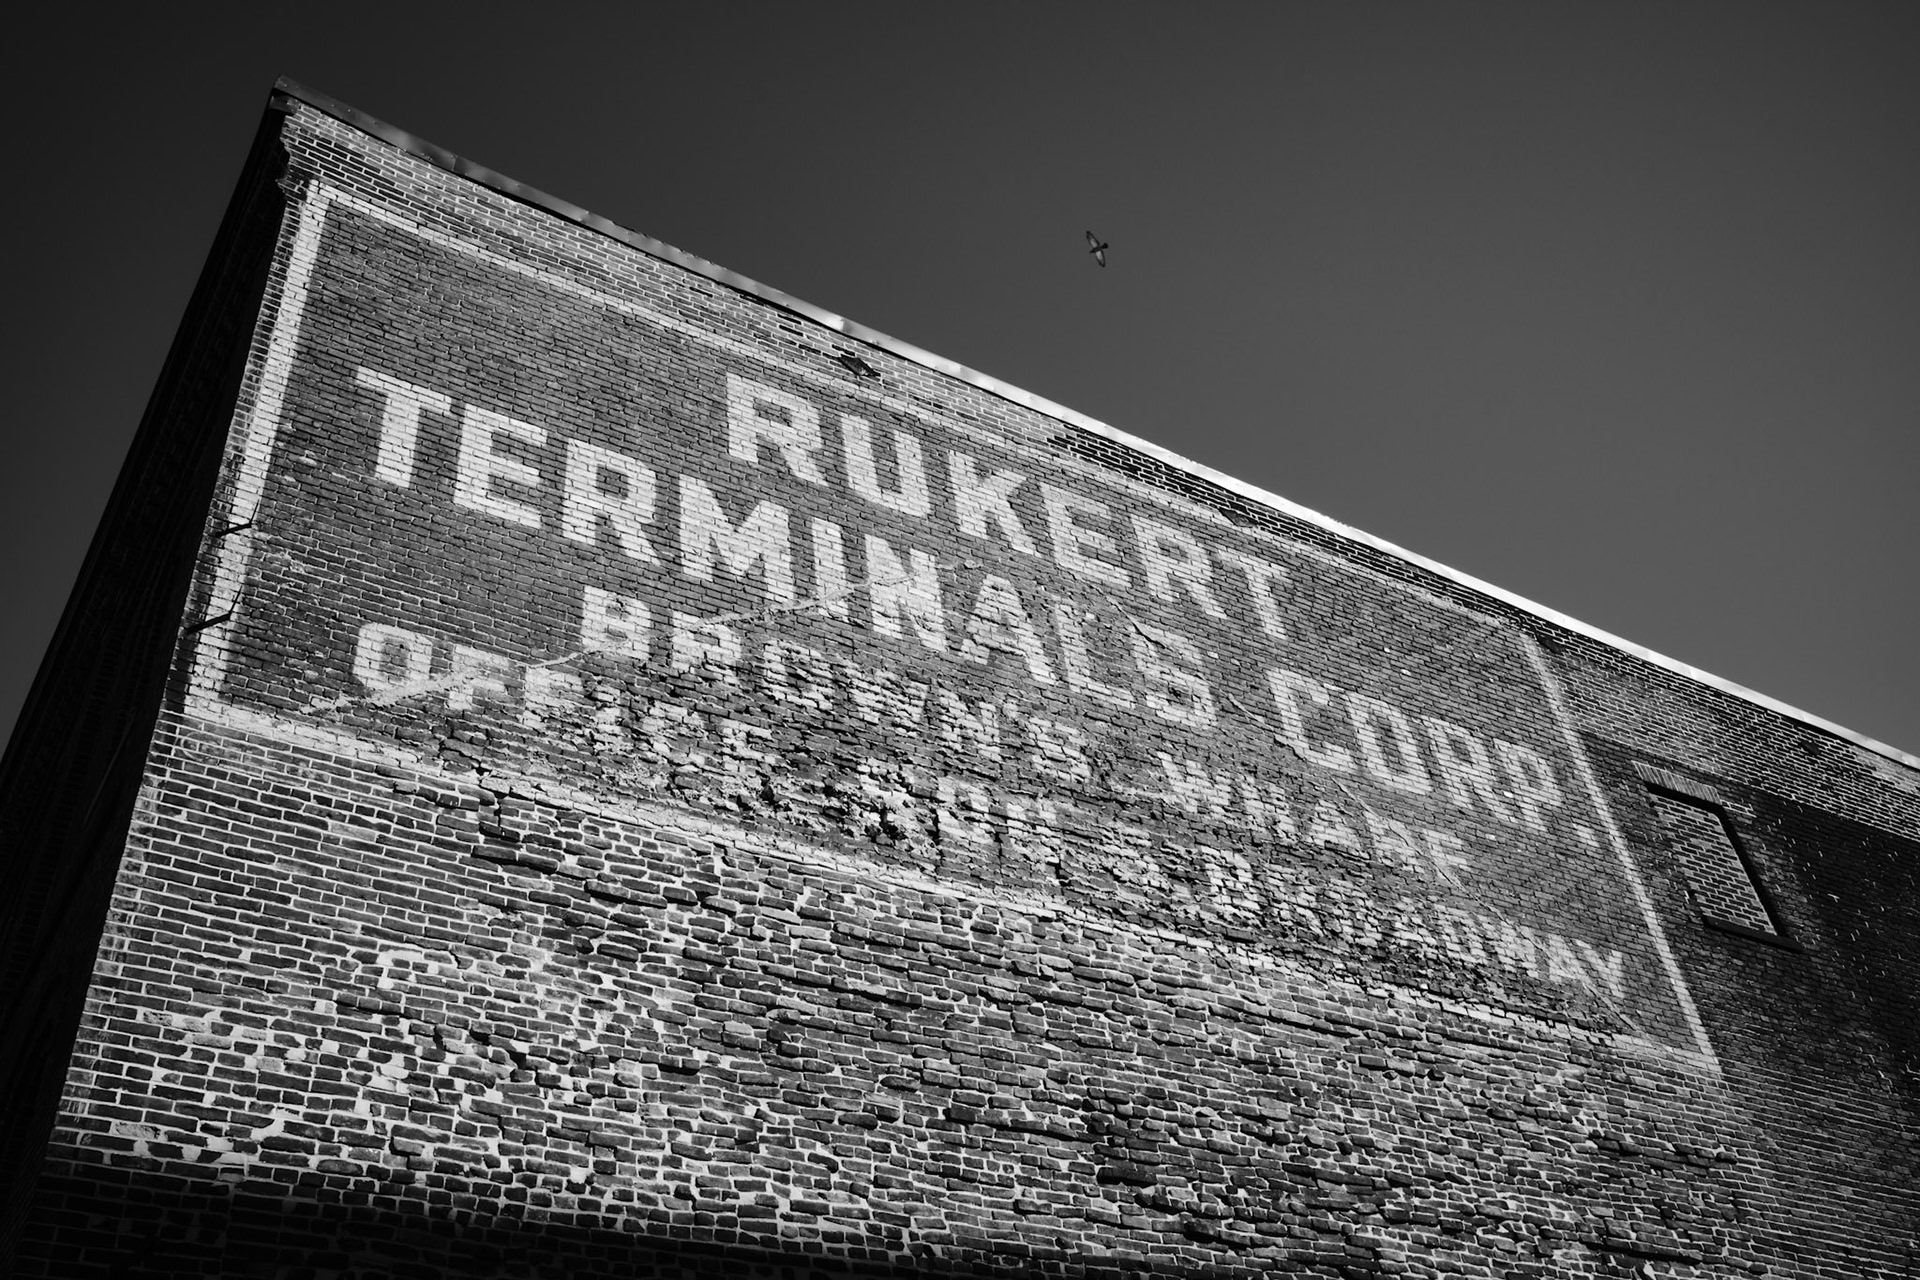 RUKERT
TERMINALS CORP.
BROWN'S WHARF
OFFICE S. BROADWAY